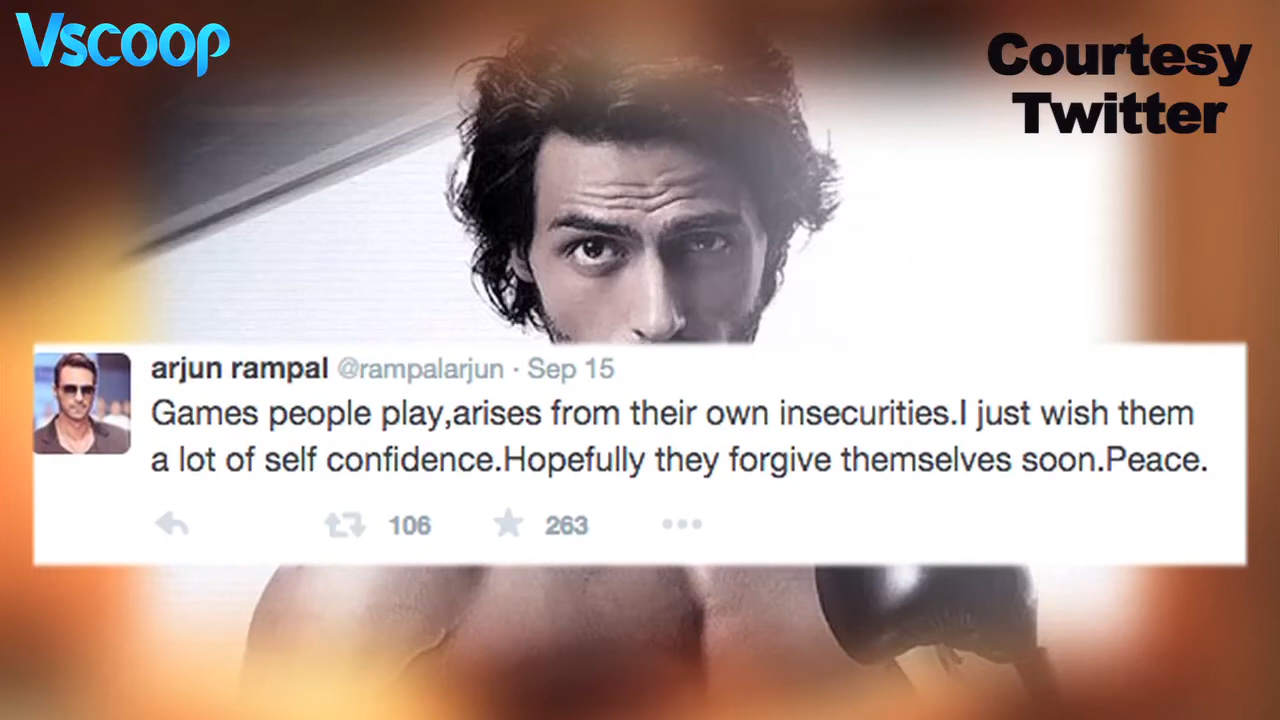 Vscoop
Courtesy
Twitter
arjun rampal @rampalarjun · Sep 15
Games people play,arises from their own insecurities.I just wish them
a lot of self confidence.Hopefully they forgive themselves soon.Peace.
106 263